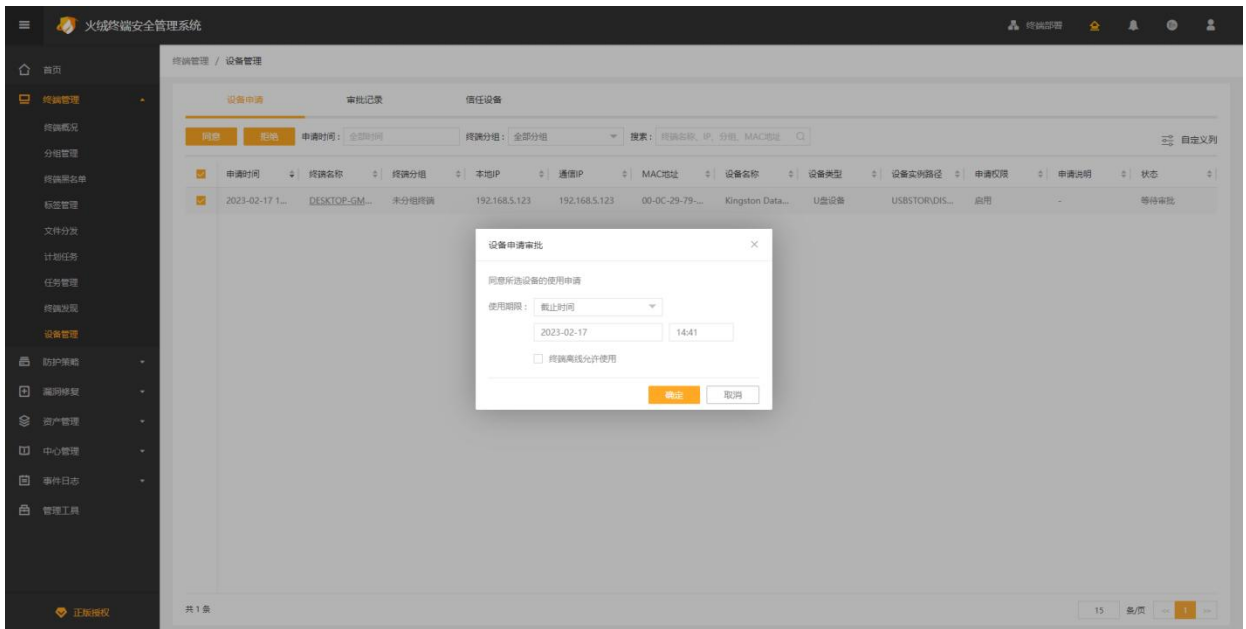 火绒终端安全管理系统
终端部署
首页
终端管理
终端概况
分组管理
终端黑名单
标签管理
文件分发
计划任务
任务管理
终端发现
设备管理
防护策略
漏洞修复
资产管理
中心管理
事件日志
管理工具
正版授权
终端管理 / 设备管理
设备申请 审批记录 信任设备
同意 拒绝 申请时间： 全部时间 终端分组： 全部分组 搜索： 终端名称、IP、分组、MAC地址 自定义列
申请时间 终端名称 终端分组 本地IP 通信IP MAC地址 设备名称 设备类型 设备实例路径 申请权限 申请说明 状态
2023-02-17 1... DESKTOP-GM... 未分组终端 192.168.5.123 192.168.5.123 00-0C-29-79-... Kingston Data... U盘设备 USBSTOR\DIS... 启用 - 等待审批
设备申请审批
同意所选设备的使用申请
使用期限： 截止时间
2023-02-17 14:41
终端离线允许使用
确定 取消
共 1 条 15 条/页 1